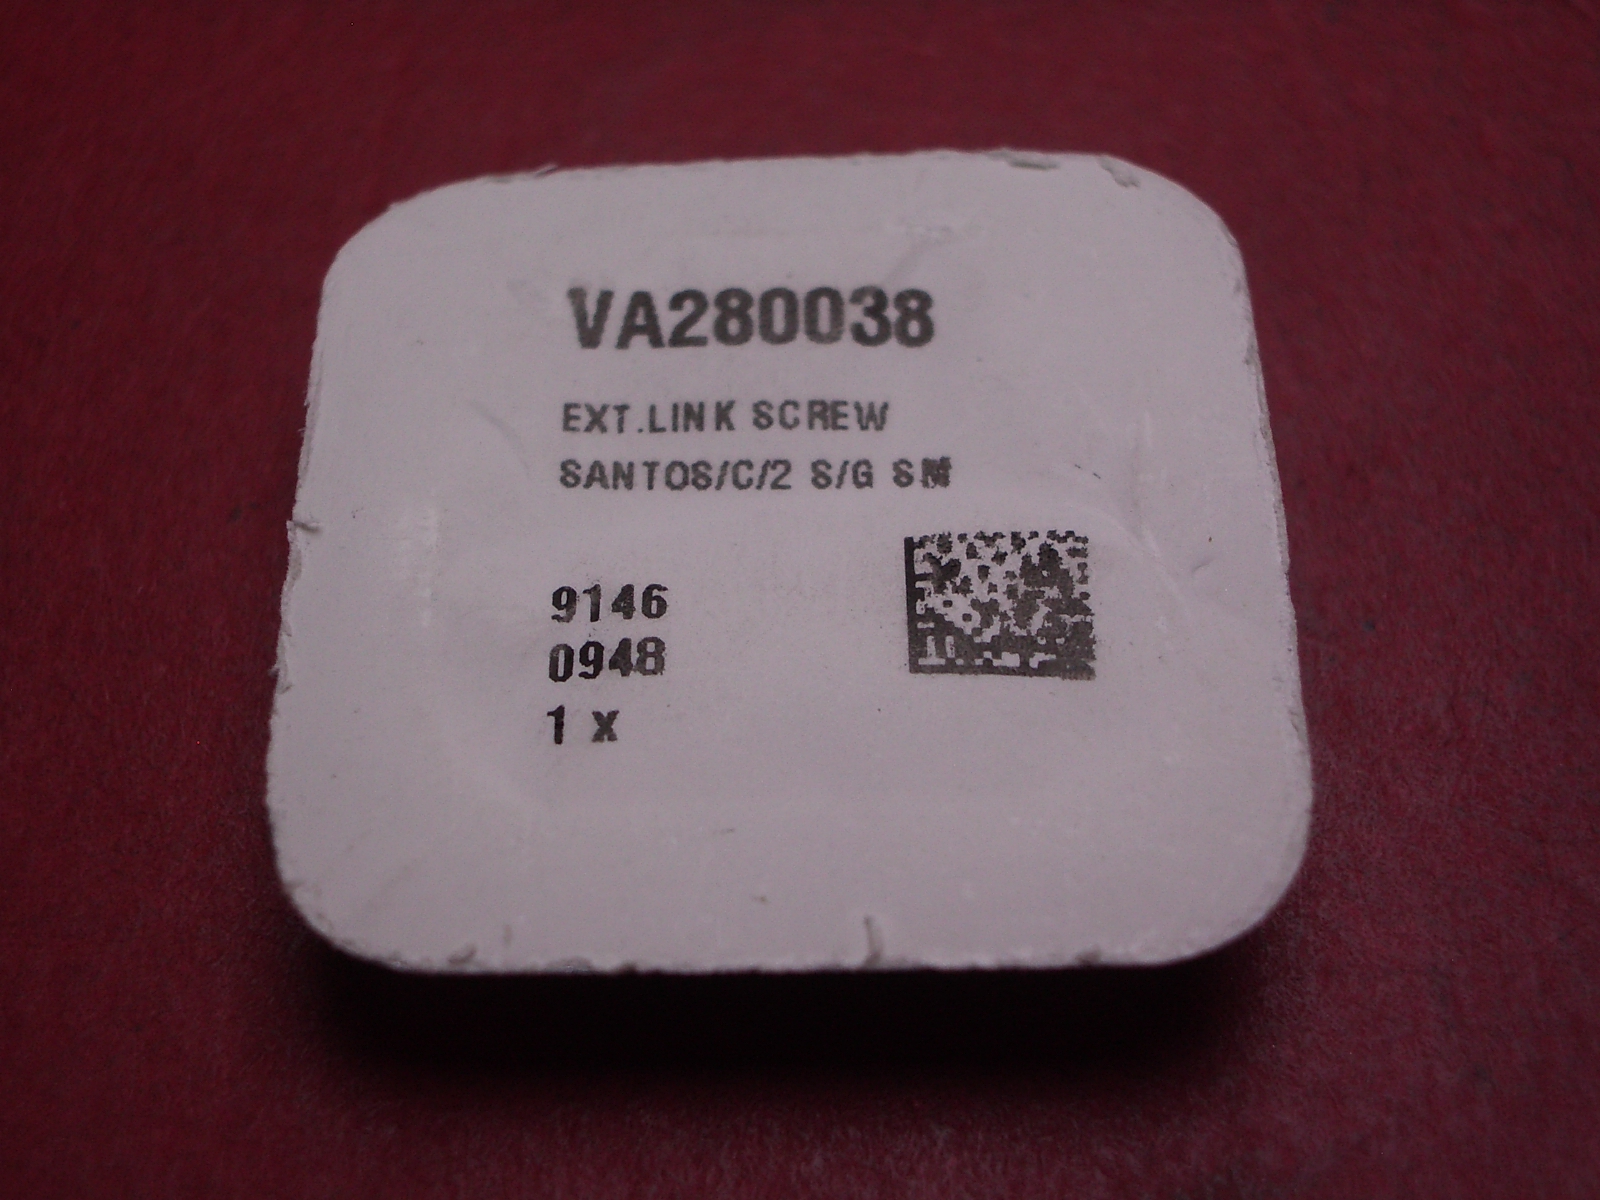 VA280038
EXT.LINK SCREW
SANTOS/C/2 S/G SM
9146
0948
1 x